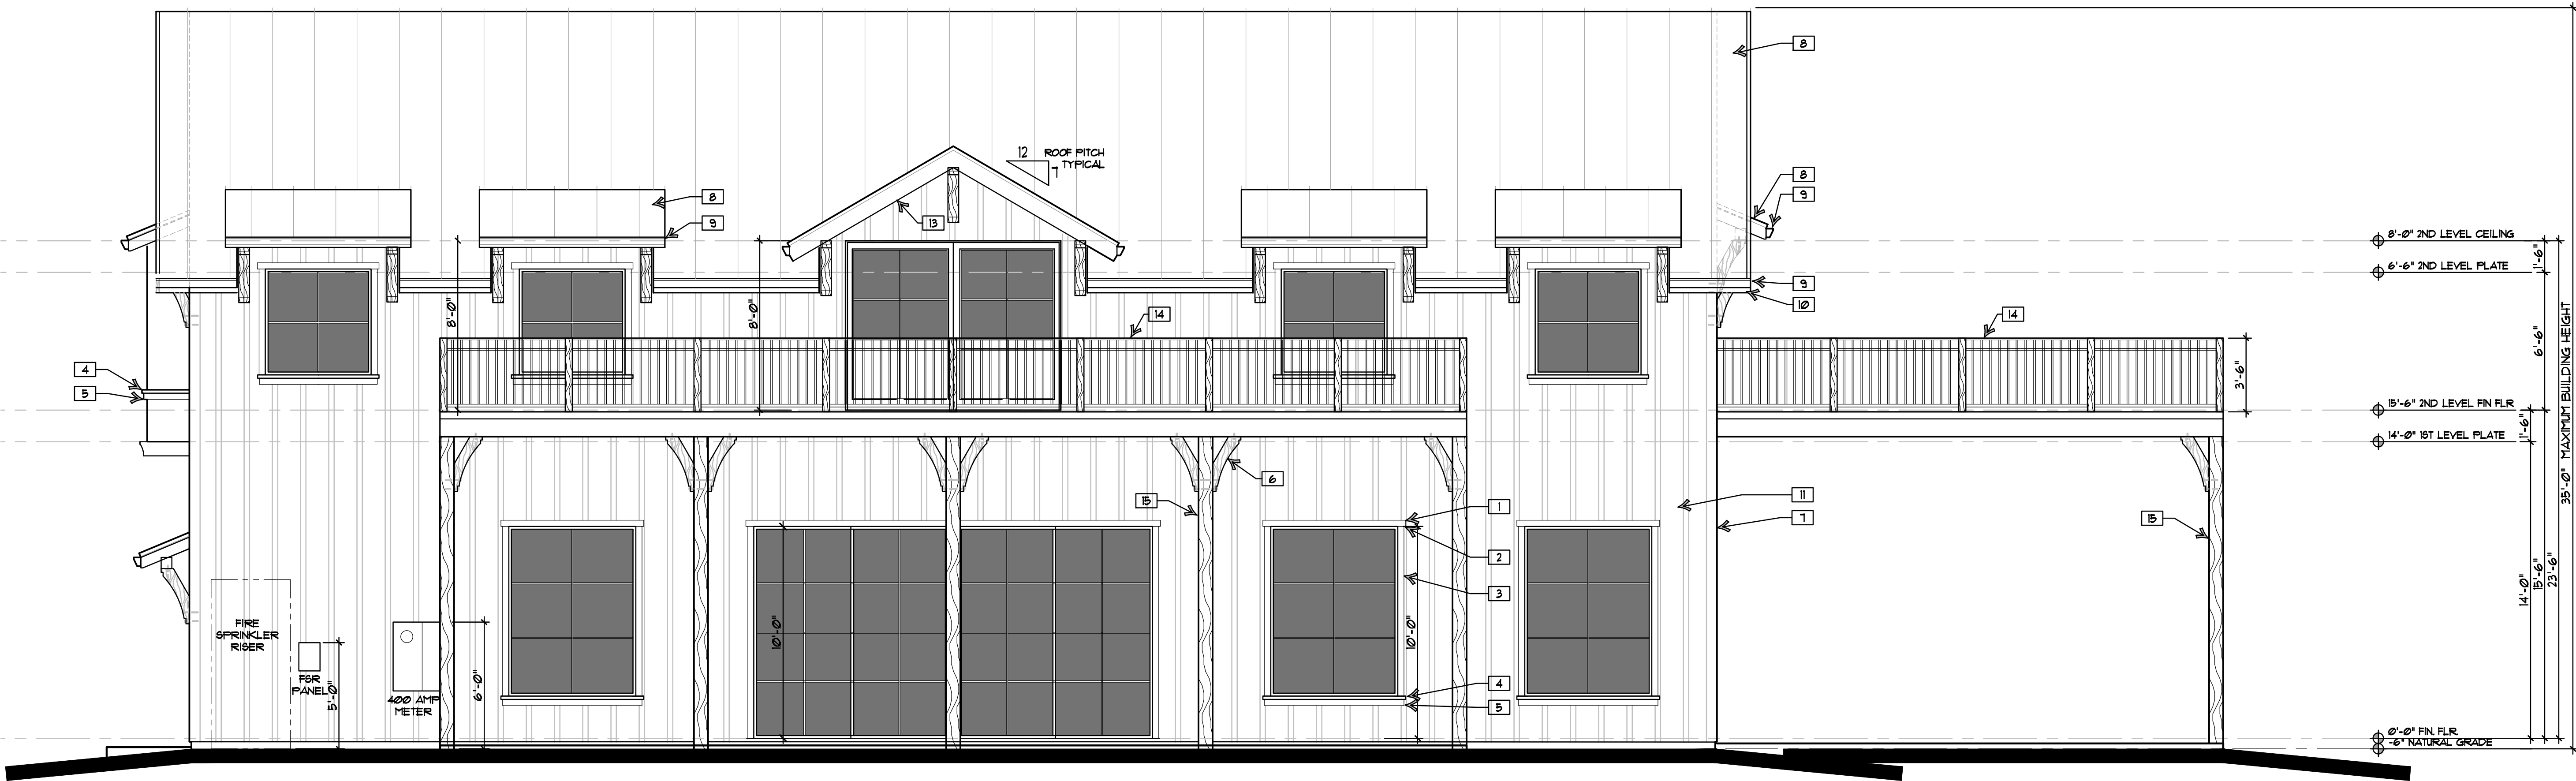 8
12 ROOF PITCH
7 TYPICAL
8
9
13
8
9
8'-0" 2ND LEVEL CEILING
6'-6" 2ND LEVEL PLATE
1'-6"
9
10
8'-0"
8'-0"
14
14
6'-6"
35'-0" MAXIMUM BUILDING HEIGHT
4
5
3'-6"
15'-6" 2ND LEVEL FIN FLR
14'-0" 1ST LEVEL PLATE
1'-6"
6
15
1
11
7
15
2
3
14'-0"
15'-6"
23'-6"
FIRE
SPRINKLER
RISER
FSR
PANEL
5'-0"
400 AMP
METER
6'-0"
10'-0"
10'-0"
4
5
0'-0" FIN. FLR.
-6" NATURAL GRADE